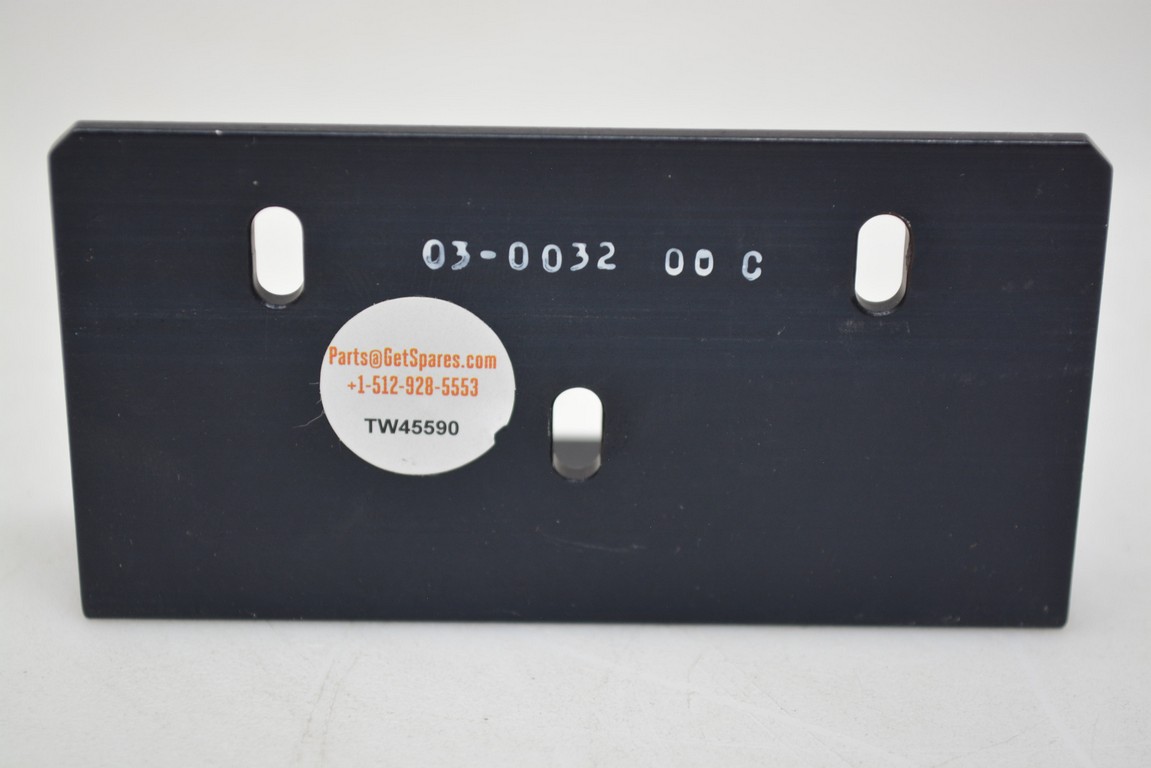 03-0032 00 C
Parts@GetSpares.com
+1-512-928-5553
TW45590